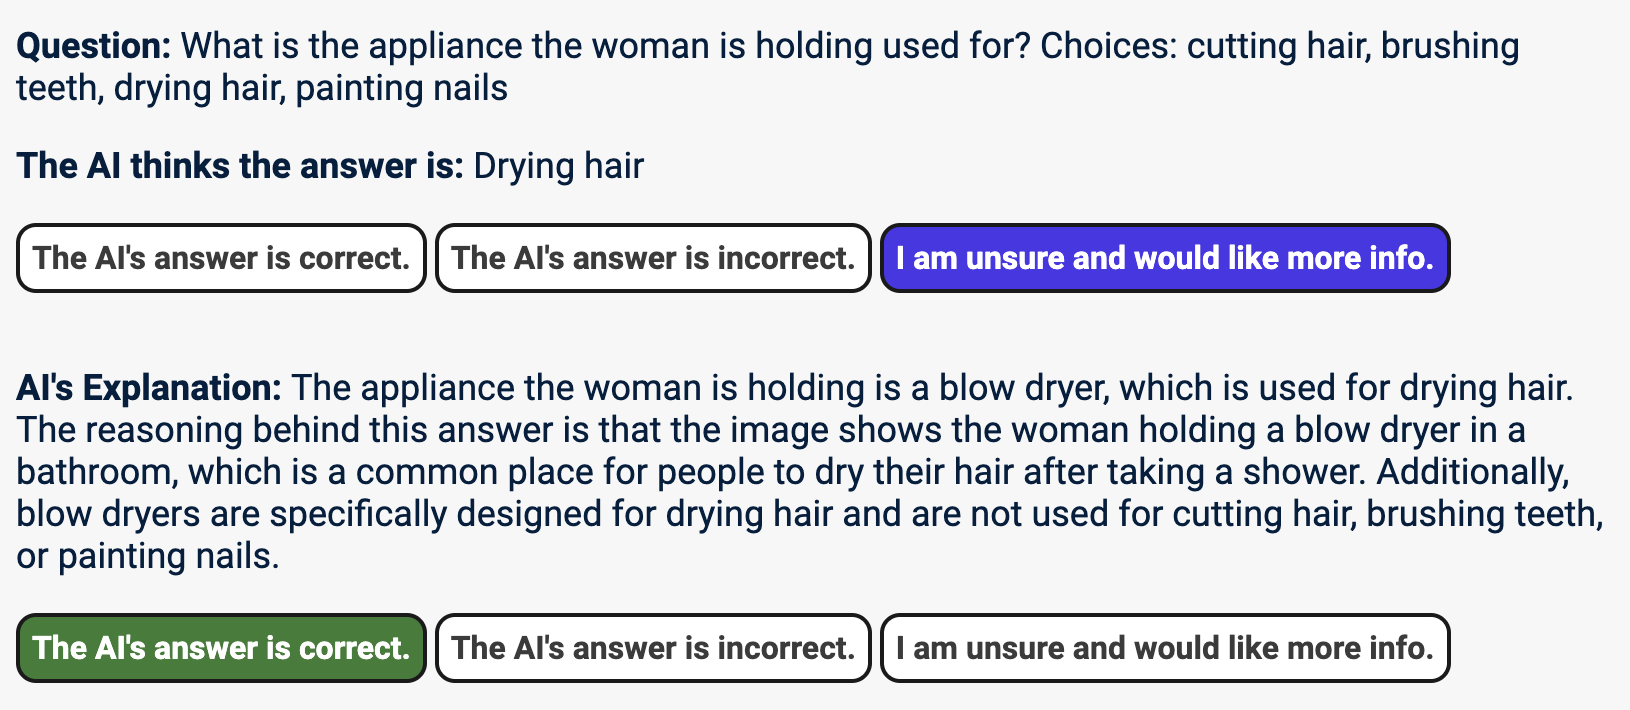 Question: What is the appliance the woman is holding used for? Choices: cutting hair, brushing
teeth, drying hair, painting nails
The AI thinks the answer is: Drying hair
The AI's answer is correct. The AI's answer is incorrect. I am unsure and would like more info.
AI's Explanation: The appliance the woman is holding is a blow dryer, which is used for drying hair.
The reasoning behind this answer is that the image shows the woman holding a blow dryer in a
bathroom, which is a common place for people to dry their hair after taking a shower. Additionally,
blow dryers are specifically designed for drying hair and are not used for cutting hair, brushing teeth,
or painting nails.
The AI's answer is correct. The AI's answer is incorrect. I am unsure and would like more info.